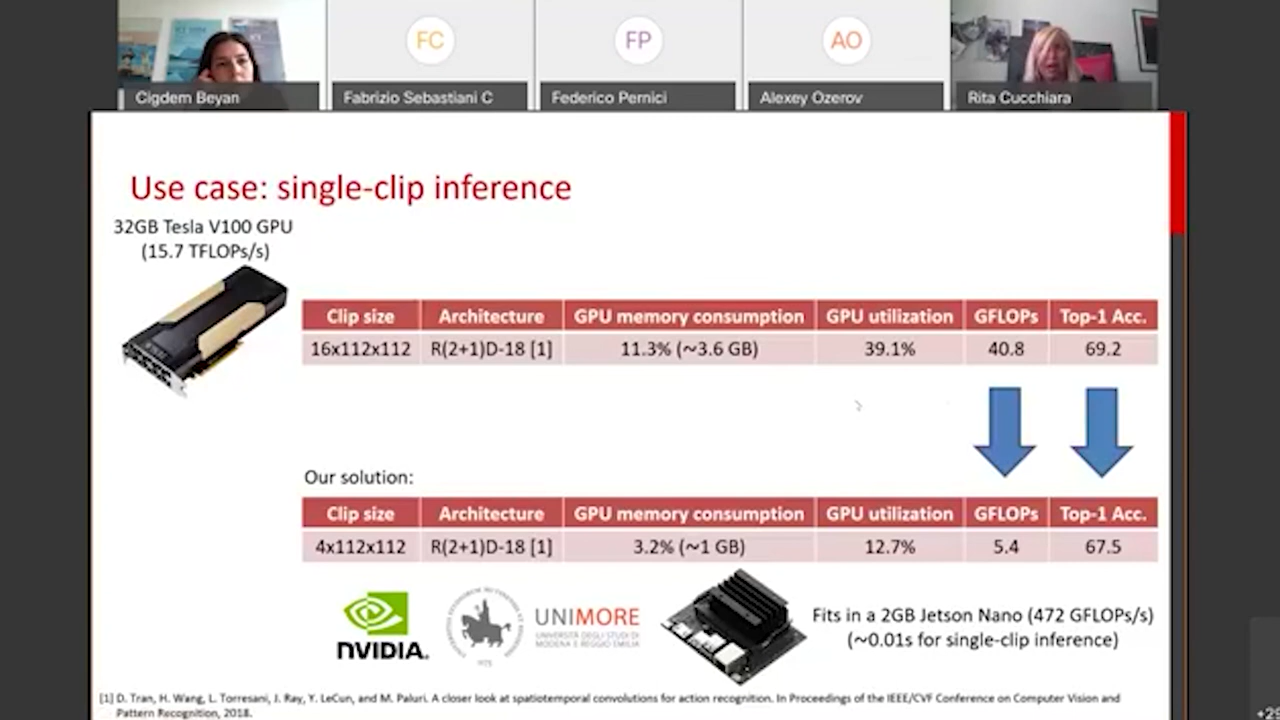 FC
FP
AO
Cigdem Beyan
Fabrizio Sebastiani C
Federico Pernici
Alexey Ozerov
Rita Cucchiara
Use case: single-clip inference
32GB Tesla V100 GPU
(15.7 TFLOPs/s)
Clip size Architecture GPU memory consumption GPU utilization GFLOPs Top-1 Acc.
16x112x112 R(2+1)D-18 [1] 11.3% (~3.6 GB) 39.1% 40.8 69.2
Our solution:
Clip size Architecture GPU memory consumption GPU utilization GFLOPs Top-1 Acc.
4x112x112 R(2+1)D-18 [1] 3.2% (~1 GB) 12.7% 5.4 67.5
NVIDIA.
UNIMORE
UNIVERSITÀ DEGLI STUDI DI
MODENA E REGGIO EMILIA
Fits in a 2GB Jetson Nano (472 GFLOPs/s)
(~0.01s for single-clip inference)
[1] D. Tran, H. Wang, L. Torresani, J. Ray, Y. LeCun, and M. Paluri. A closer look at spatiotemporal convolutions for action recognition. In Proceedings of the IEEE/CVF Conference on Computer Vision and
Pattern Recognition, 2018.